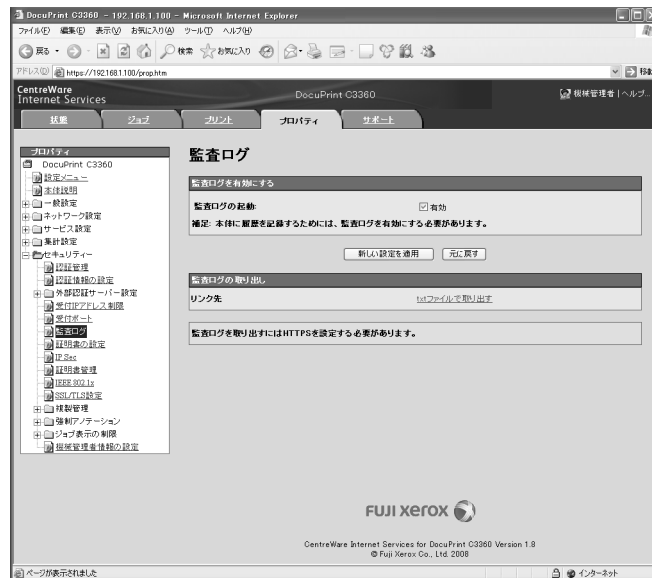 DocuPrint C3360 - 192.168.1.100 - Microsoft Internet Explorer
ファイル(F) 編集(E) 表示(V) お気に入り(A) ツール(T) ヘルプ(H)
戻る 検索 お気に入り
アドレス(D) https://192.168.1.100/prop.htm 移動
CentreWare
Internet Services
DocuPrint C3360
機械管理者 | ヘルプ...
状態 ジョブ プリント プロパティ サポート
プロパティ
DocuPrint C3360
設定メニュー
本体説明
一般設定
ネットワーク設定
サービス設定
集計設定
セキュリティー
認証管理
認証情報の設定
外部認証サーバー設定
受付IPアドレス制限
受付ポート
監査ログ
証明書の設定
IP Sec
証明書管理
IEEE 802.1x
SSL/TLS設定
複製管理
強制アノテーション
ジョブ表示の制限
機械管理者情報の設定
監査ログ
監査ログを有効にする
監査ログの起動: 有効
補足: 本体に履歴を記録するためには、監査ログを有効にする必要があります。
新しい設定を適用 元に戻す
監査ログの取り出し
リンク先 txtファイルで取り出す
監査ログを取り出すにはHTTPSを設定する必要があります。
FUJI XEROX
CentreWare Internet Services for DocuPrint C3360 Version 1.8
© Fuji Xerox Co., Ltd. 2008
ページが表示されました インターネット